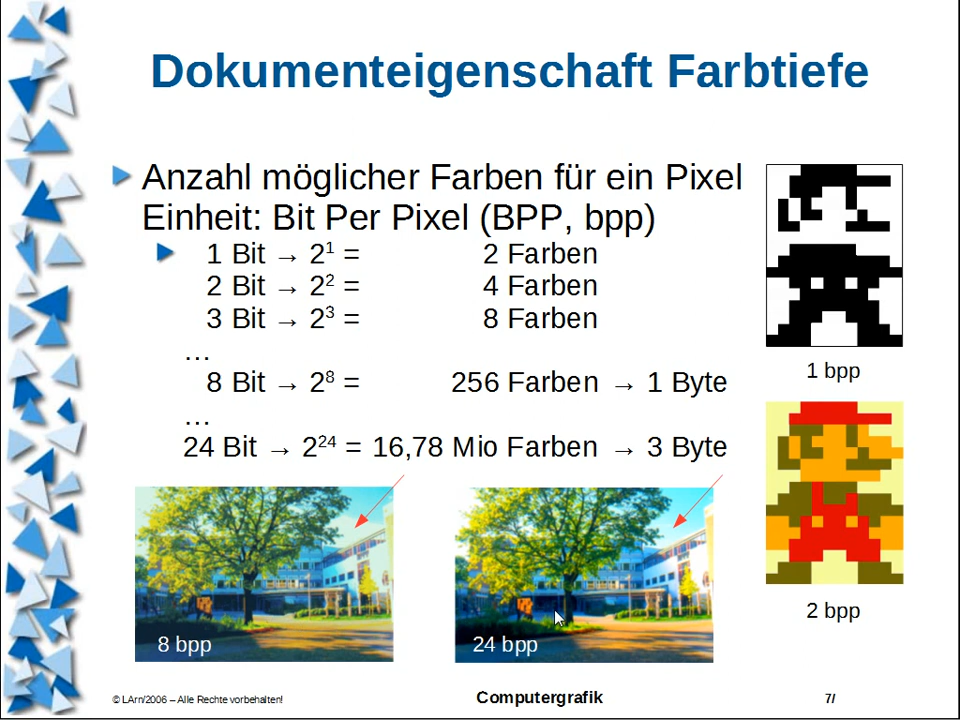 Dokumenteigenschaft Farbtiefe
Anzahl möglicher Farben für ein Pixel
Einheit: Bit Per Pixel (BPP, bpp)
1 Bit → 2¹ = 2 Farben
2 Bit → 2² = 4 Farben
3 Bit → 2³ = 8 Farben
…
8 Bit → 2⁸ = 256 Farben → 1 Byte
…
24 Bit → 2²⁴ = 16,78 Mio Farben → 3 Byte
1 bpp
2 bpp
8 bpp
24 bpp
© LArn/2006 – Alle Rechte vorbehalten!
Computergrafik
7/